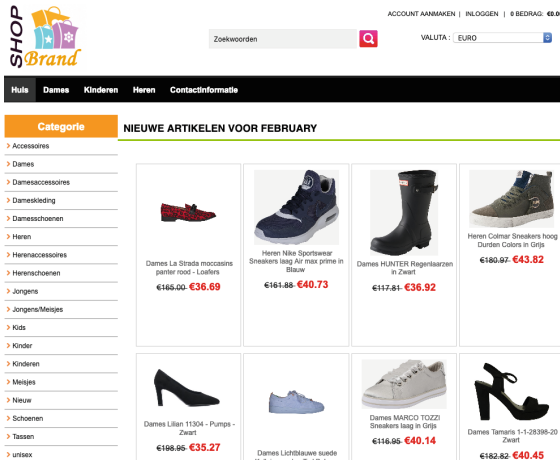 SHOP
Brand
ACCOUNT AANMAKEN | INLOGGEN | 0 BEDRAG: €0.00
Zoekwoorden
VALUTA : EURO
Huis Dames Kinderen Heren Contactinformatie
Categorie
NIEUWE ARTIKELEN VOOR FEBRUARY
Accessoires
Dames
Damesaccessoires
Dameskleding
Damesschoenen
Heren
Herenaccessoires
Herenschoenen
Jongens
Jongens/Meisjes
Kids
Kinder
Kinderen
Meisjes
Nieuw
Schoenen
Tassen
unisex
Dames La Strada moccasins
panter rood - Loafers
€165.00 €36.69
Heren Nike Sportswear
Sneakers laag Air max prime in
Blauw
€161.88 €40.73
Dames HUNTER Regenlaarzen
in Zwart
€117.81 €36.92
Heren Colmar Sneakers hoog
Durden Colors in Grijs
€180.97 €43.82
Dames Lilian 11304 - Pumps -
Zwart
€198.95 €35.27
Dames Lichtblauwe suede
Dames MARCO TOZZI
Sneakers laag in Grijs
€116.95 €40.14
Dames Tamaris 1-1-28398-20
Zwart
€182.82 €40.45